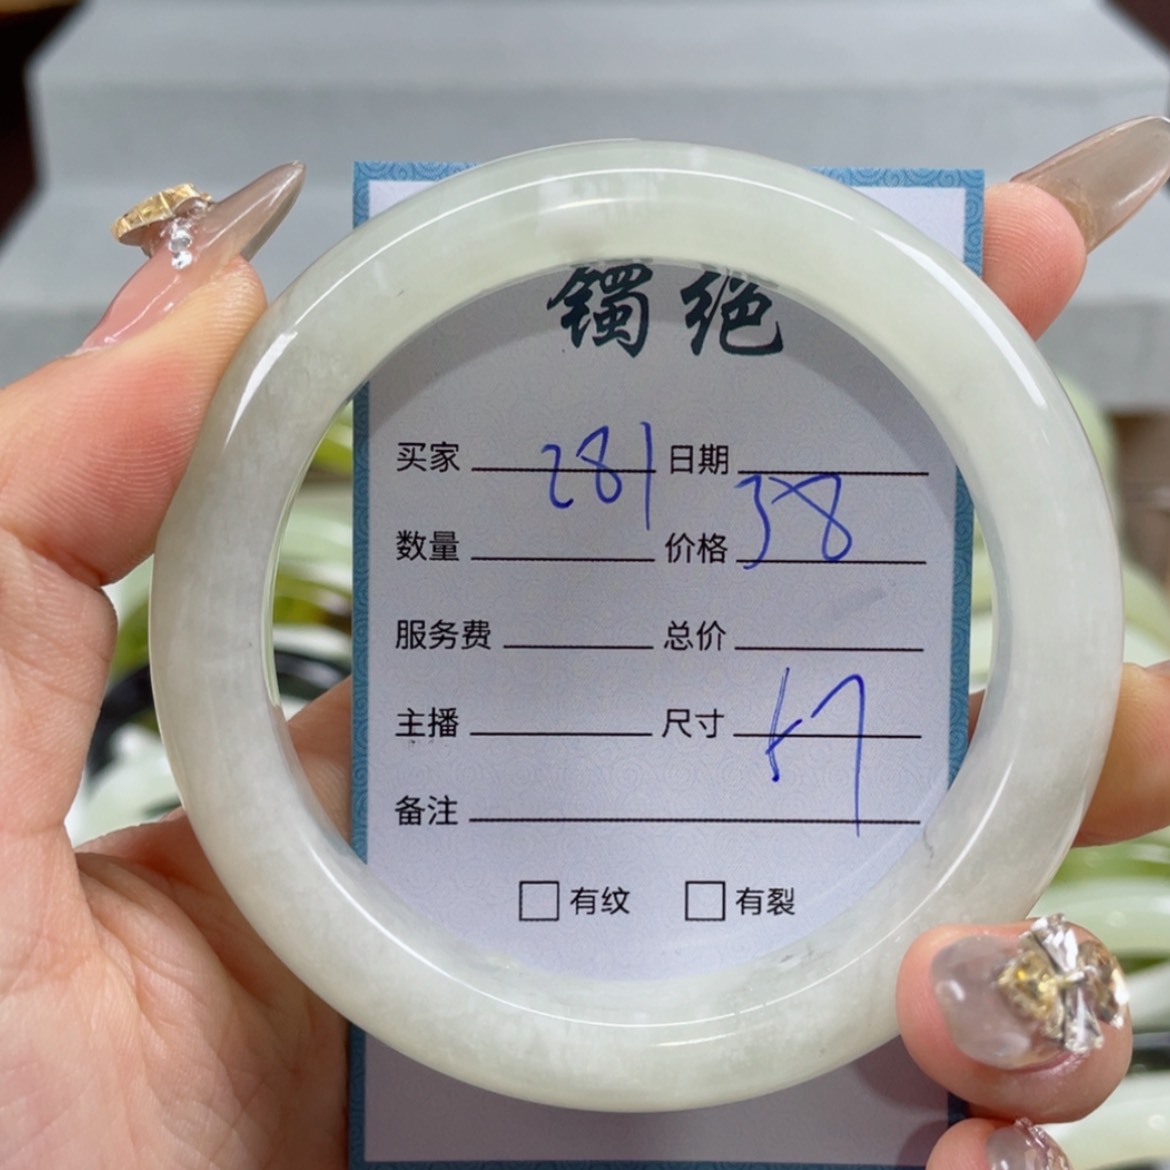 镯绝
买家 281 日期
数量 价格 38
服务费 总价
主播 尺寸 57
备注
□ 有纹 □ 有裂